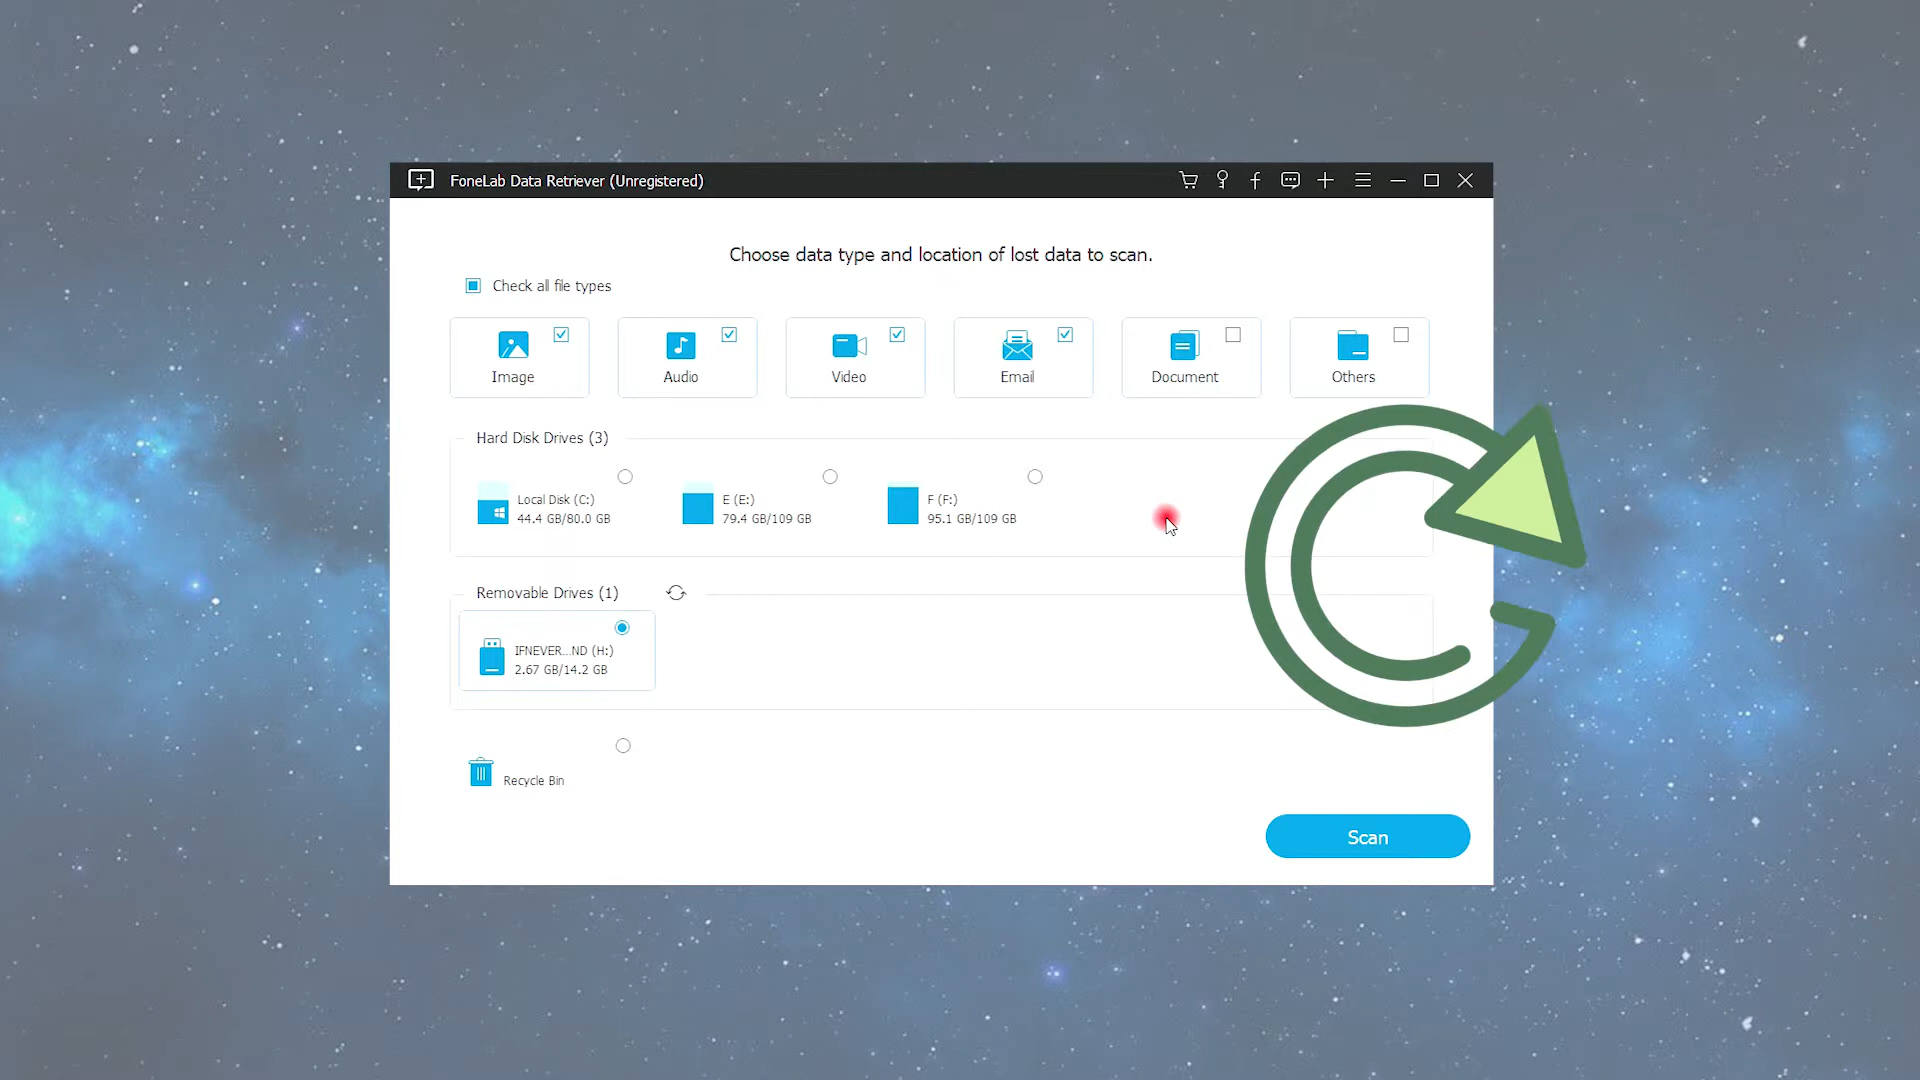 FoneLab Data Retriever (Unregistered)
Choose data type and location of lost data to scan.
Check all file types
Image
Audio
Video
Email
Document
Others
Hard Disk Drives (3)
Local Disk (C:)
44.4 GB/80.0 GB
E (E:)
79.4 GB/109 GB
F (F:)
95.1 GB/109 GB
Removable Drives (1)
IFNEVER...ND (H:)
2.67 GB/14.2 GB
Recycle Bin
Scan